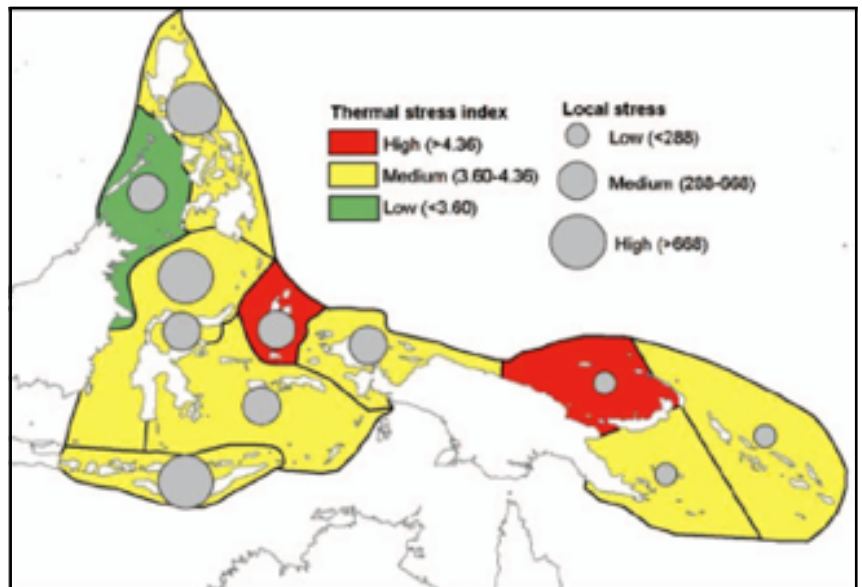 Thermal stress index
High (>4.36)
Medium (3.60-4.36)
Low (<3.60)
Local stress
Low (<288)
Medium (288-668)
High (>668)